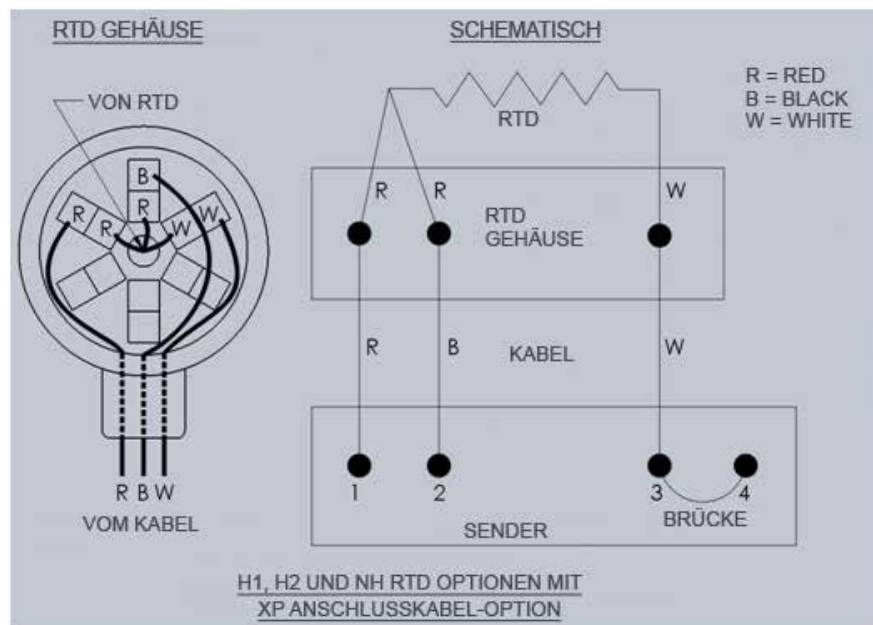 RTD GEHÄUSE
SCHEMATISCH
VON RTD
R = RED
B = BLACK
W = WHITE
RTD
B
R
R
W
R
W
R
R
W
RTD
GEHÄUSE
R
B
KABEL
W
1
2
3
4
SENDER
BRÜCKE
R B W
VOM KABEL
H1, H2 UND NH RTD OPTIONEN MIT
XP ANSCHLUSSKABEL-OPTION